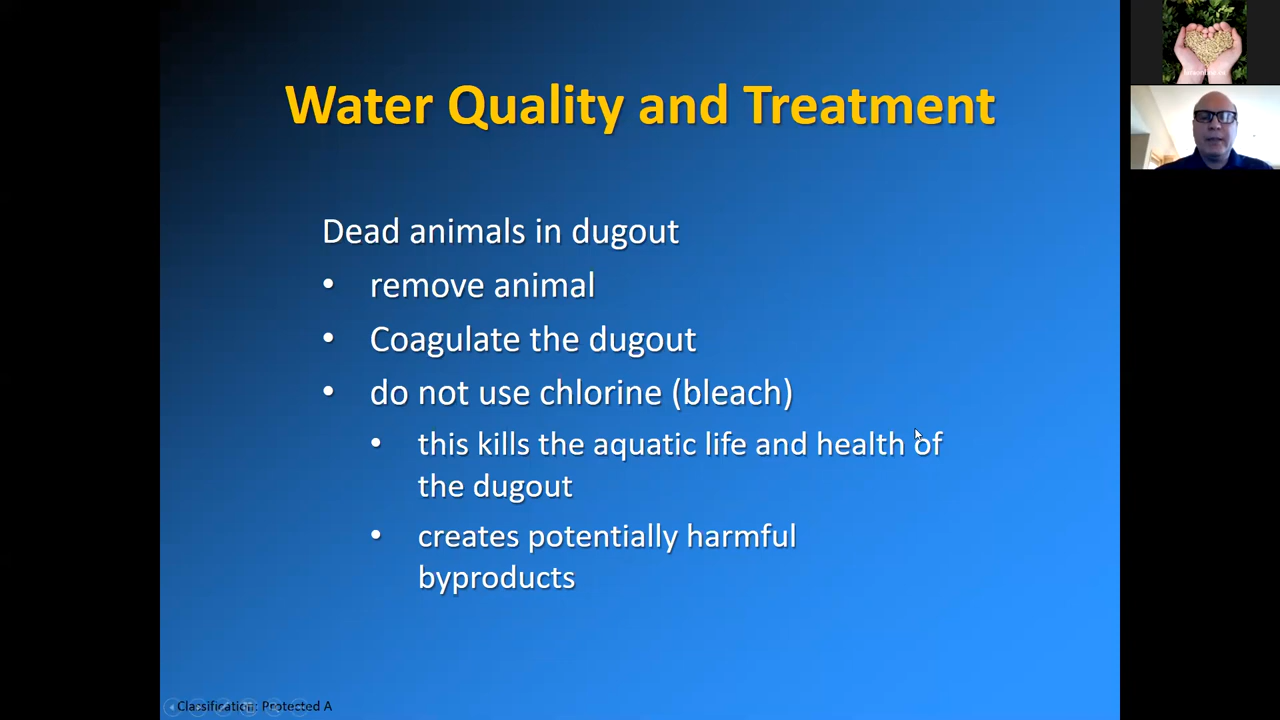 Water Quality and Treatment
Dead animals in dugout
• remove animal
• Coagulate the dugout
• do not use chlorine (bleach)
• this kills the aquatic life and health of
the dugout
• creates potentially harmful
byproducts
Classification: Protected A